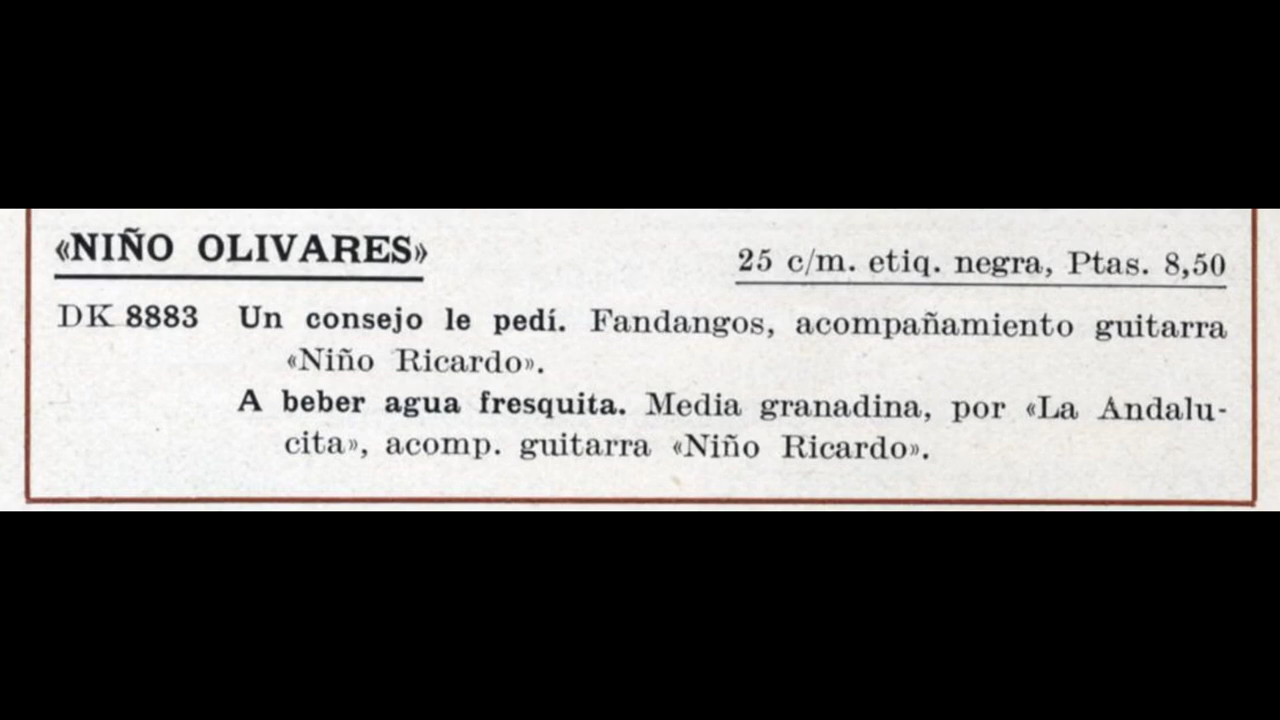 «NIÑO OLIVARES»
25 c/m. etiq. negra, Ptas. 8,50
DK 8883 Un consejo le pedí. Fandangos, acompañamiento guitarra
«Niño Ricardo».
A beber agua fresquita. Media granadina, por «La Andalu-
cita», acomp. guitarra «Niño Ricardo».